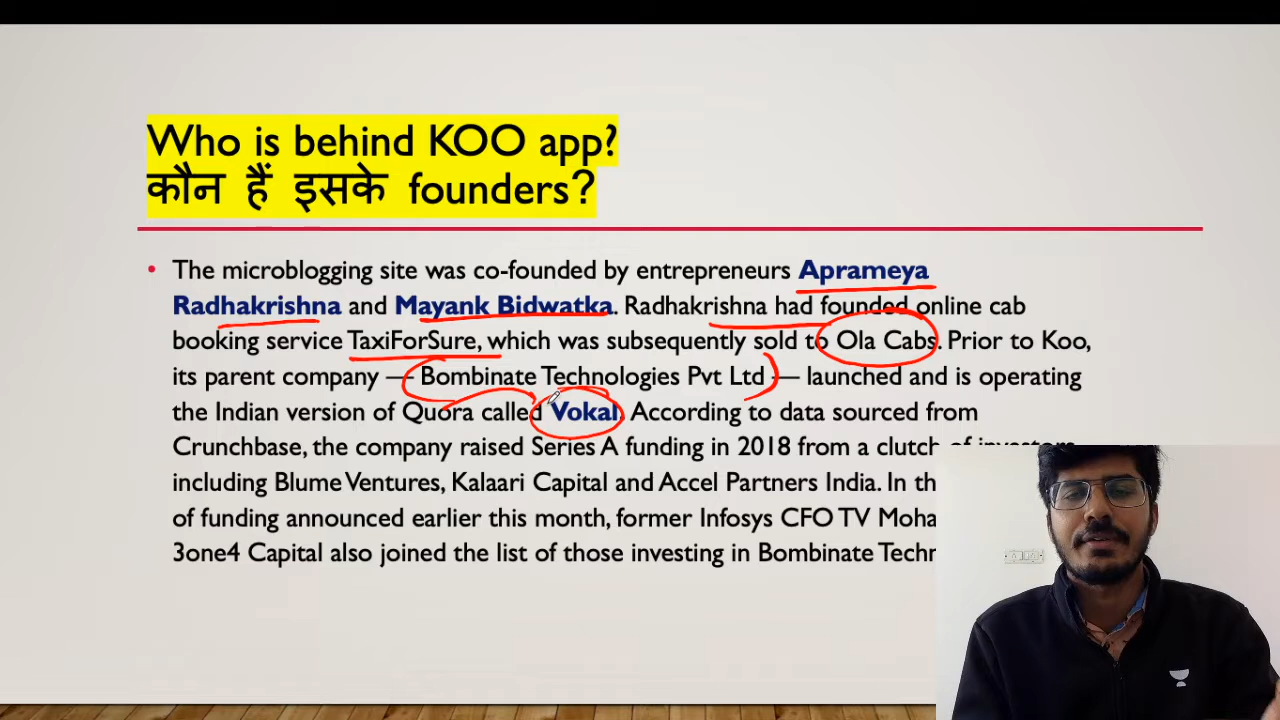 Who is behind KOO app?
कौन हैं इसके founders?
• The microblogging site was co-founded by entrepreneurs Aprameya
Radhakrishna and Mayank Bidwatka. Radhakrishna had founded online cab
booking service TaxiForSure, which was subsequently sold to Ola Cabs. Prior to Koo,
its parent company — Bombinate Technologies Pvt Ltd — launched and is operating
the Indian version of Quora called Vokal. According to data sourced from
Crunchbase, the company raised Series A funding in 2018 from a clutch of investors
including Blume Ventures, Kalaari Capital and Accel Partners India. In th
of funding announced earlier this month, former Infosys CFO TV Moha
3one4 Capital also joined the list of those investing in Bombinate Techn